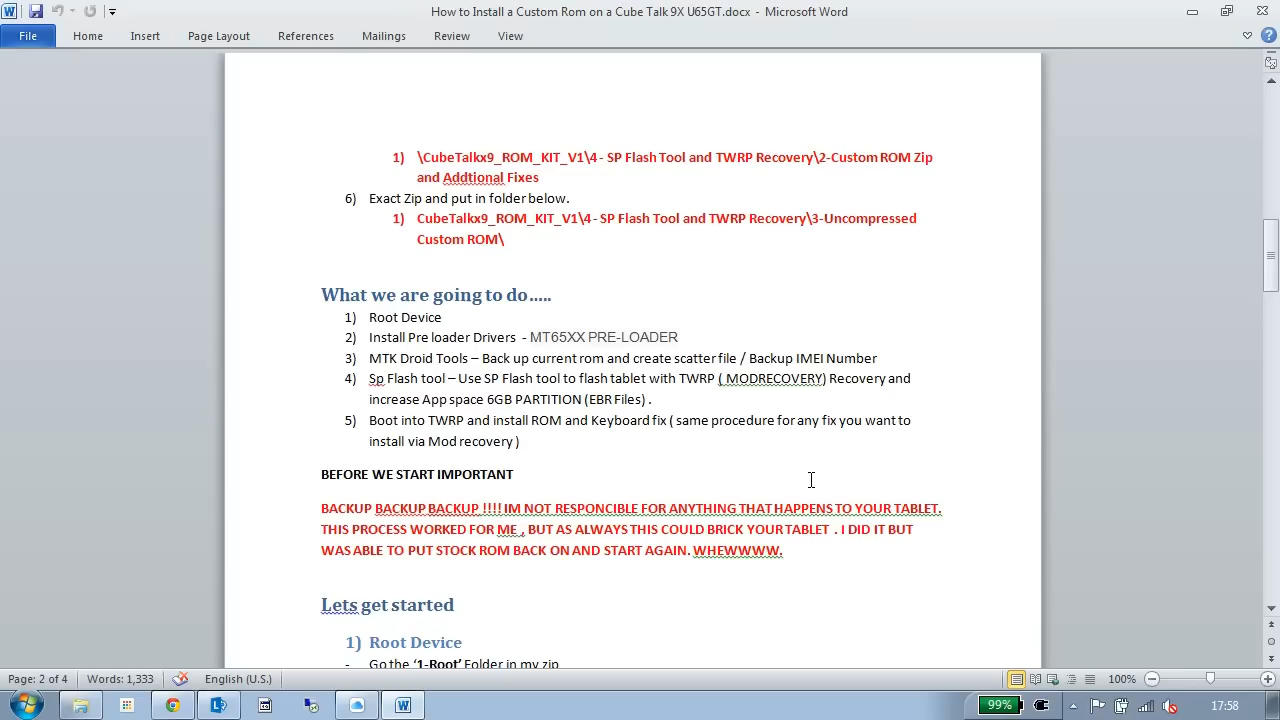 How to Install a Custom Rom on a Cube Talk 9X U65GT.docx - Microsoft Word
File Home Insert Page Layout References Mailings Review View
1) \CubeTalkx9_ROM_KIT_V1\4 - SP Flash Tool and TWRP Recovery\2-Custom ROM Zip
and Addtional Fixes
6) Exact Zip and put in folder below.
1) CubeTalkx9_ROM_KIT_V1\4 - SP Flash Tool and TWRP Recovery\3-Uncompressed
Custom ROM\
What we are going to do…..
1) Root Device
2) Install Pre loader Drivers - MT65XX PRE-LOADER
3) MTK Droid Tools – Back up current rom and create scatter file / Backup IMEI Number
4) Sp Flash tool – Use SP Flash tool to flash tablet with TWRP ( MODRECOVERY) Recovery and
increase App space 6GB PARTITION (EBR Files) .
5) Boot into TWRP and install ROM and Keyboard fix ( same procedure for any fix you want to
install via Mod recovery )
BEFORE WE START IMPORTANT
BACKUP BACKUP BACKUP !!!! IM NOT RESPONCIBLE FOR ANYTHING THAT HAPPENS TO YOUR TABLET.
THIS PROCESS WORKED FOR ME , BUT AS ALWAYS THIS COULD BRICK YOUR TABLET . I DID IT BUT
WAS ABLE TO PUT STOCK ROM BACK ON AND START AGAIN. WHEWWWW.
Lets get started
1) Root Device
- Go the ‘1-Root’ Folder in my zip
Page: 2 of 4 Words: 1,333 English (U.S.) 100%
99% 17:58